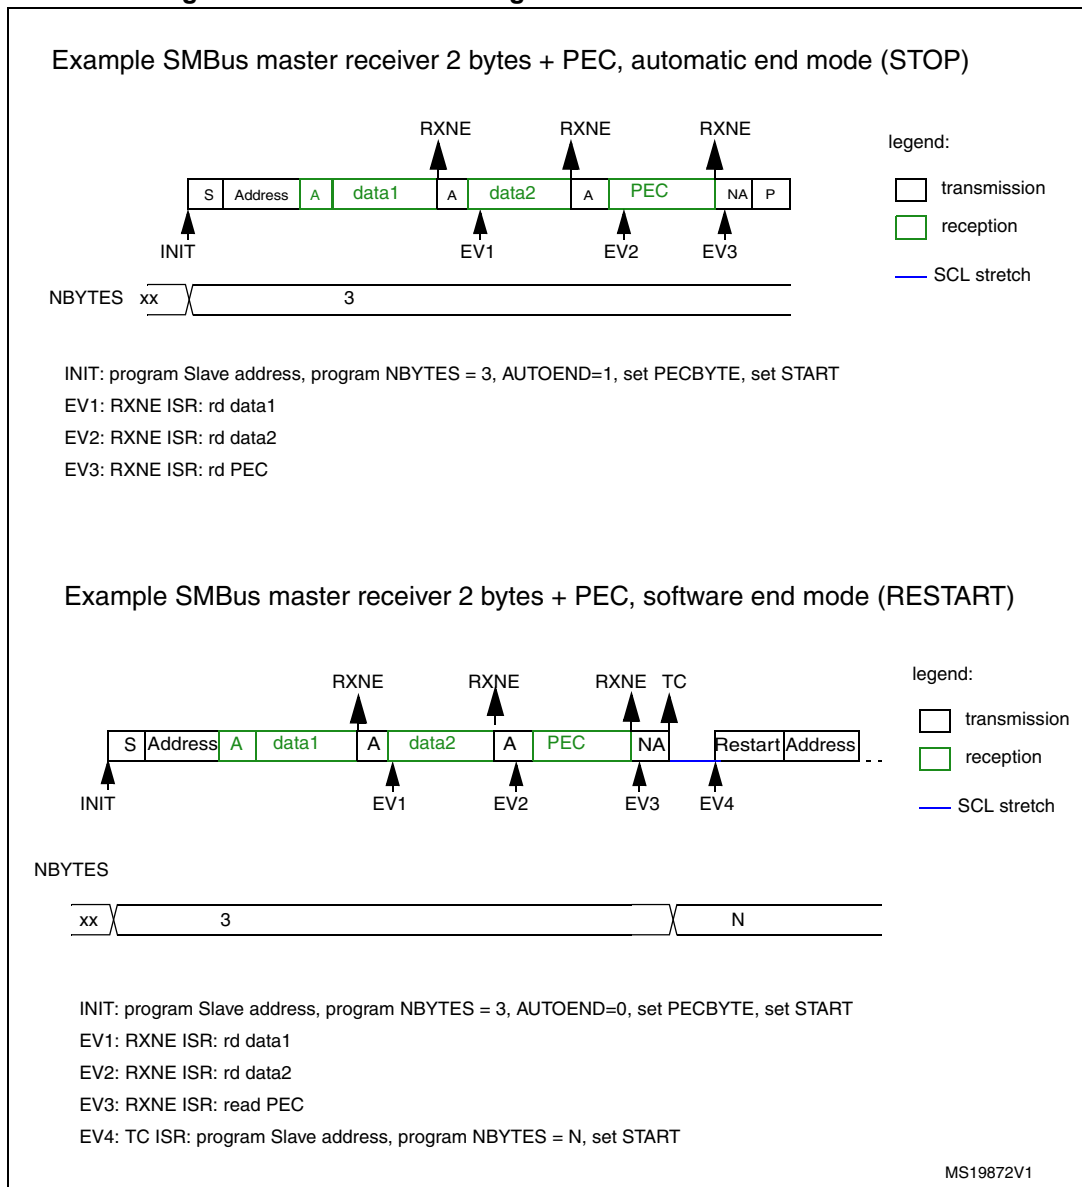 Example SMBus master receiver 2 bytes + PEC, automatic end mode (STOP)
RXNE RXNE RXNE
legend:
S Address A data1 A data2 A PEC NA P
transmission
reception
INIT EV1 EV2 EV3
SCL stretch
NBYTES xx 3
INIT: program Slave address, program NBYTES = 3, AUTOEND=1, set PECBYTE, set START
EV1: RXNE ISR: rd data1
EV2: RXNE ISR: rd data2
EV3: RXNE ISR: rd PEC
Example SMBus master receiver 2 bytes + PEC, software end mode (RESTART)
RXNE RXNE RXNE TC
legend:
S Address A data1 A data2 A PEC NA Restart Address
transmission
reception
INIT EV1 EV2 EV3 EV4
SCL stretch
NBYTES
xx 3 N
INIT: program Slave address, program NBYTES = 3, AUTOEND=0, set PECBYTE, set START
EV1: RXNE ISR: rd data1
EV2: RXNE ISR: rd data2
EV3: RXNE ISR: read PEC
EV4: TC ISR: program Slave address, program NBYTES = N, set START
MS19872V1